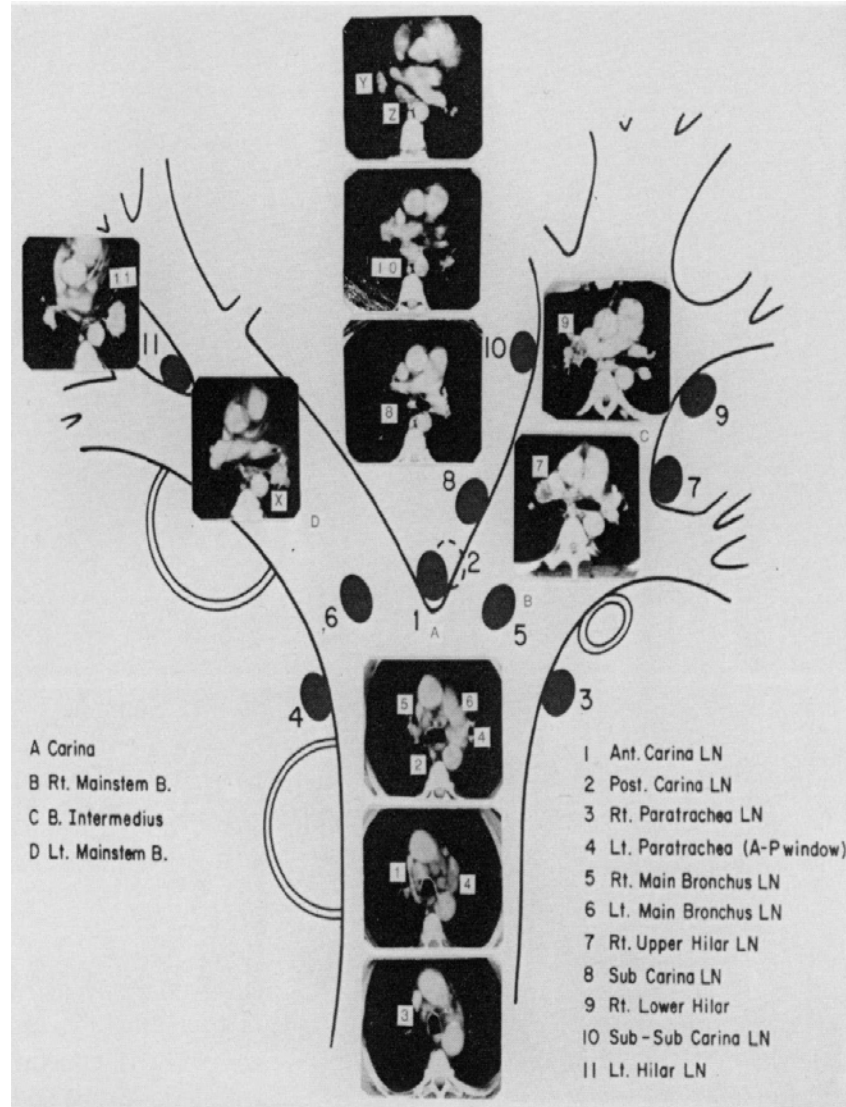 Y
Z
11
10
9
11
10
9
8
C
X
7
7
8
D
2
6
1
A
B
5
5
6
4
2
4
3
A Carina
B Rt. Mainstem B.
C B. Intermedius
D Lt. Mainstem B.
1
4
3
1 Ant. Carina LN
2 Post. Carina LN
3 Rt. Paratrachea LN
4 Lt. Paratrachea (A-P window)
5 Rt. Main Bronchus LN
6 Lt. Main Bronchus LN
7 Rt. Upper Hilar LN
8 Sub Carina LN
9 Rt. Lower Hilar
10 Sub-Sub Carina LN
11 Lt. Hilar LN